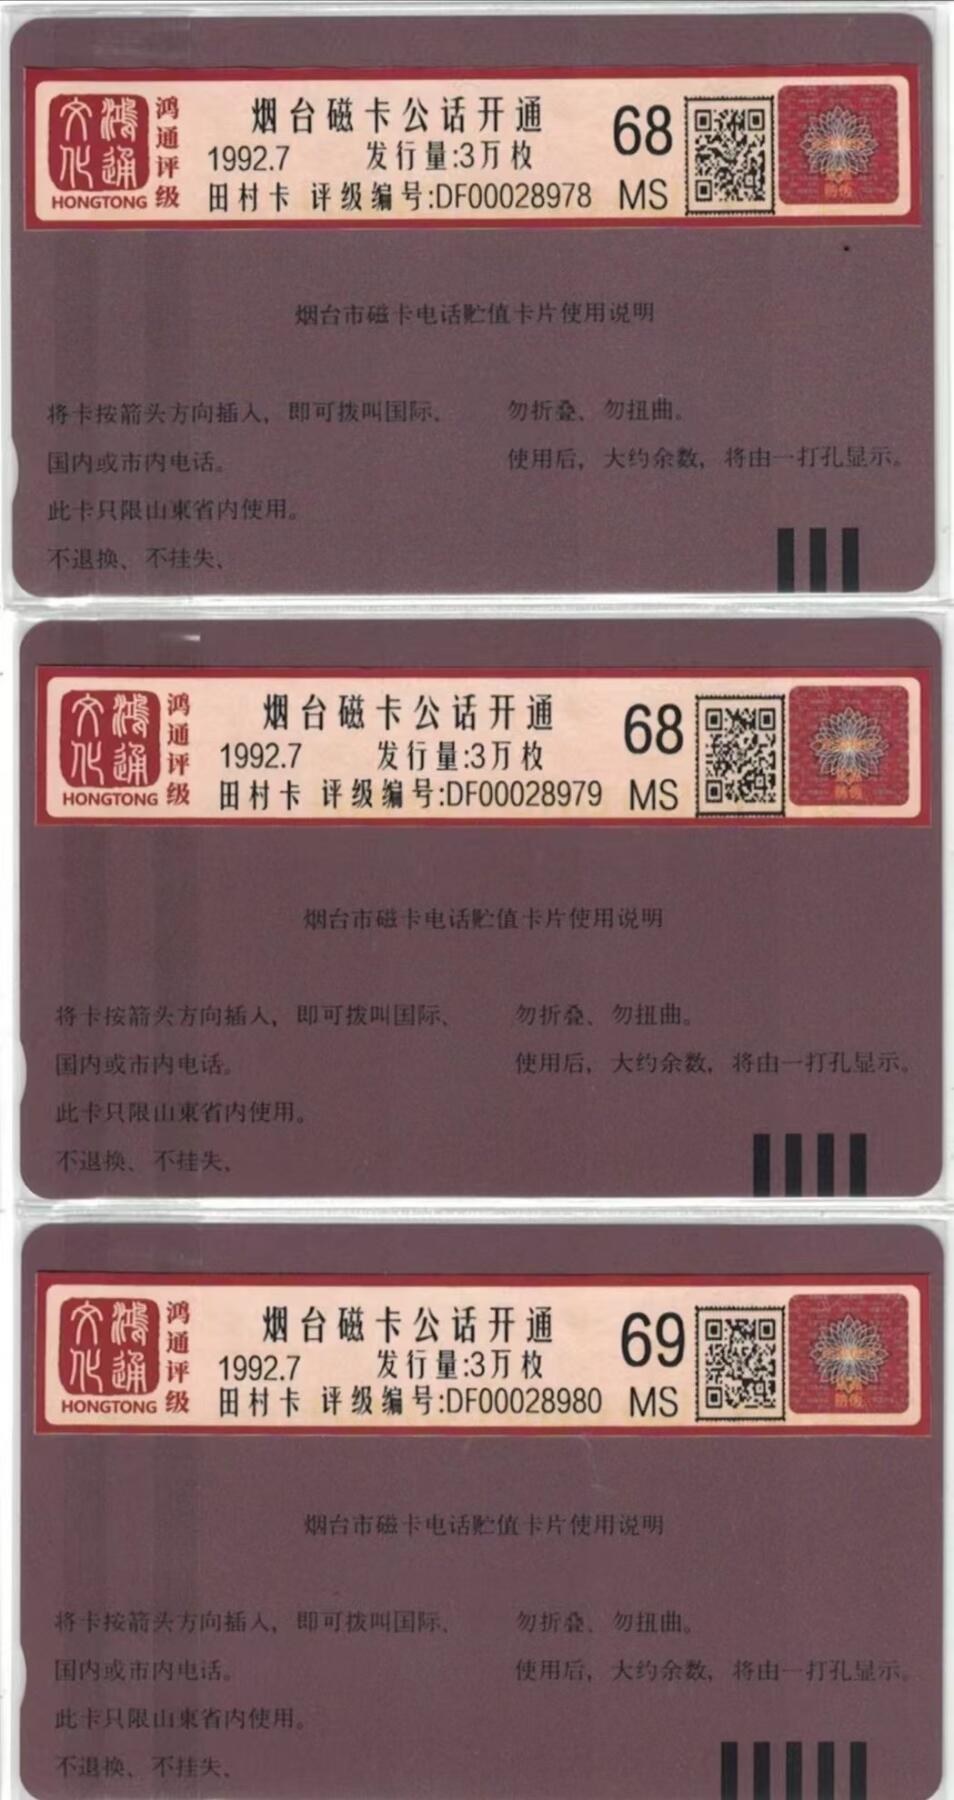 鸿通文化
HONGTONG
鸿通评级
烟台磁卡公话开通
1992.7 发行量:3万枚
田村卡 评级编号:DF00028978
68
MS
烟台市磁卡电话贮值卡片使用说明
将卡按箭头方向插入,即可拨叫国际、
国内或市内电话。
此卡只限山東省内使用。
不退换、不挂失、
勿折叠、勿扭曲。
使用后,大约余数,将由一打孔显示。
鸿通文化
HONGTONG
鸿通评级
烟台磁卡公话开通
1992.7 发行量:3万枚
田村卡 评级编号:DF00028979
68
MS
烟台市磁卡电话贮值卡片使用说明
将卡按箭头方向插入,即可拨叫国际、
国内或市内电话。
此卡只限山東省内使用。
不退换、不挂失、
勿折叠、勿扭曲。
使用后,大约余数,将由一打孔显示。
鸿通文化
HONGTONG
鸿通评级
烟台磁卡公话开通
1992.7 发行量:3万枚
田村卡 评级编号:DF00028980
69
MS
烟台市磁卡电话贮值卡片使用说明
将卡按箭头方向插入,即可拨叫国际、
国内或市内电话。
此卡只限山東省内使用。
不退换、不挂失、
勿折叠、勿扭曲。
使用后,大约余数,将由一打孔显示。